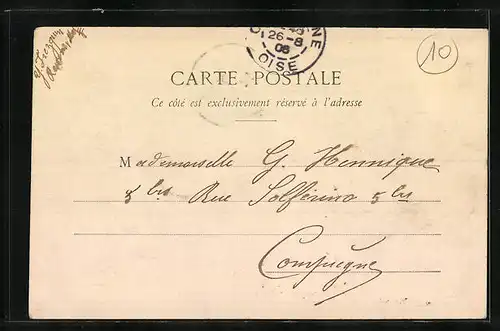 26-8
06
OISE
10
CARTE POSTALE
Ce côté est exclusivement réservé à l'adresse
Mademoiselle G. Hennique
5 bis Rue Solférino 5 bis
Compiègne